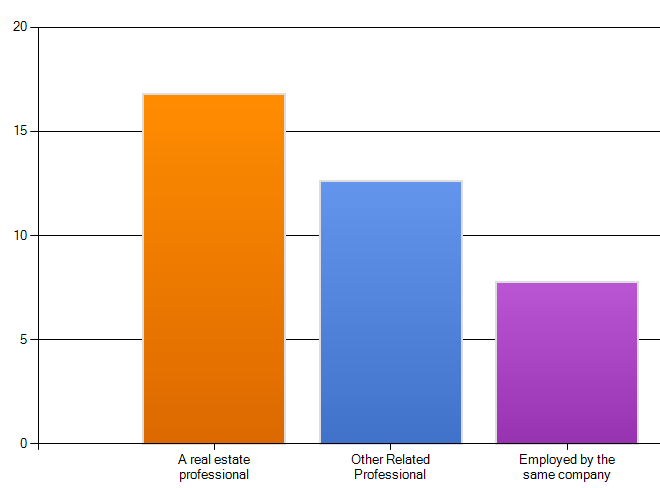 20
15
10
5
0
A real estate
professional
Other Related
Professional
Employed by the
same company